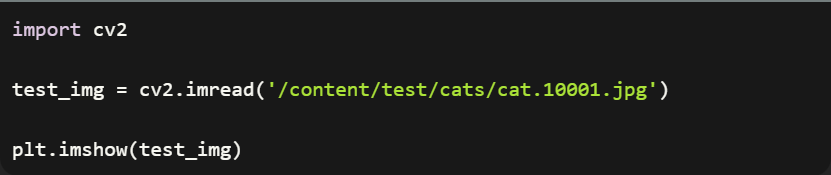 import cv2
test_img = cv2.imread('/content/test/cats/cat.10001.jpg')
plt.imshow(test_img)